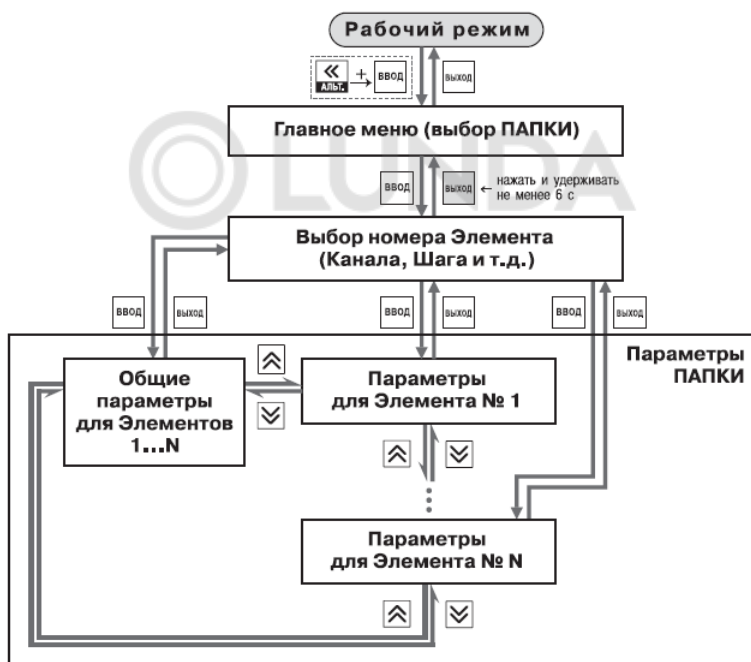 Рабочий режим
АЛЬТ. + ВВОД ВЫХОД
Главное меню (выбор ПАПКИ)
LUNDA
ВВОД ВЫХОД ← нажать и удерживать
не менее 6 с
Выбор номера Элемента
(Канала, Шага и т.д.)
ВВОД ВЫХОД ВВОД ВЫХОД ВВОД ВЫХОД
Параметры
ПАПКИ
Общие
параметры
для Элементов
1...N
Параметры
для Элемента № 1
Параметры
для Элемента № N